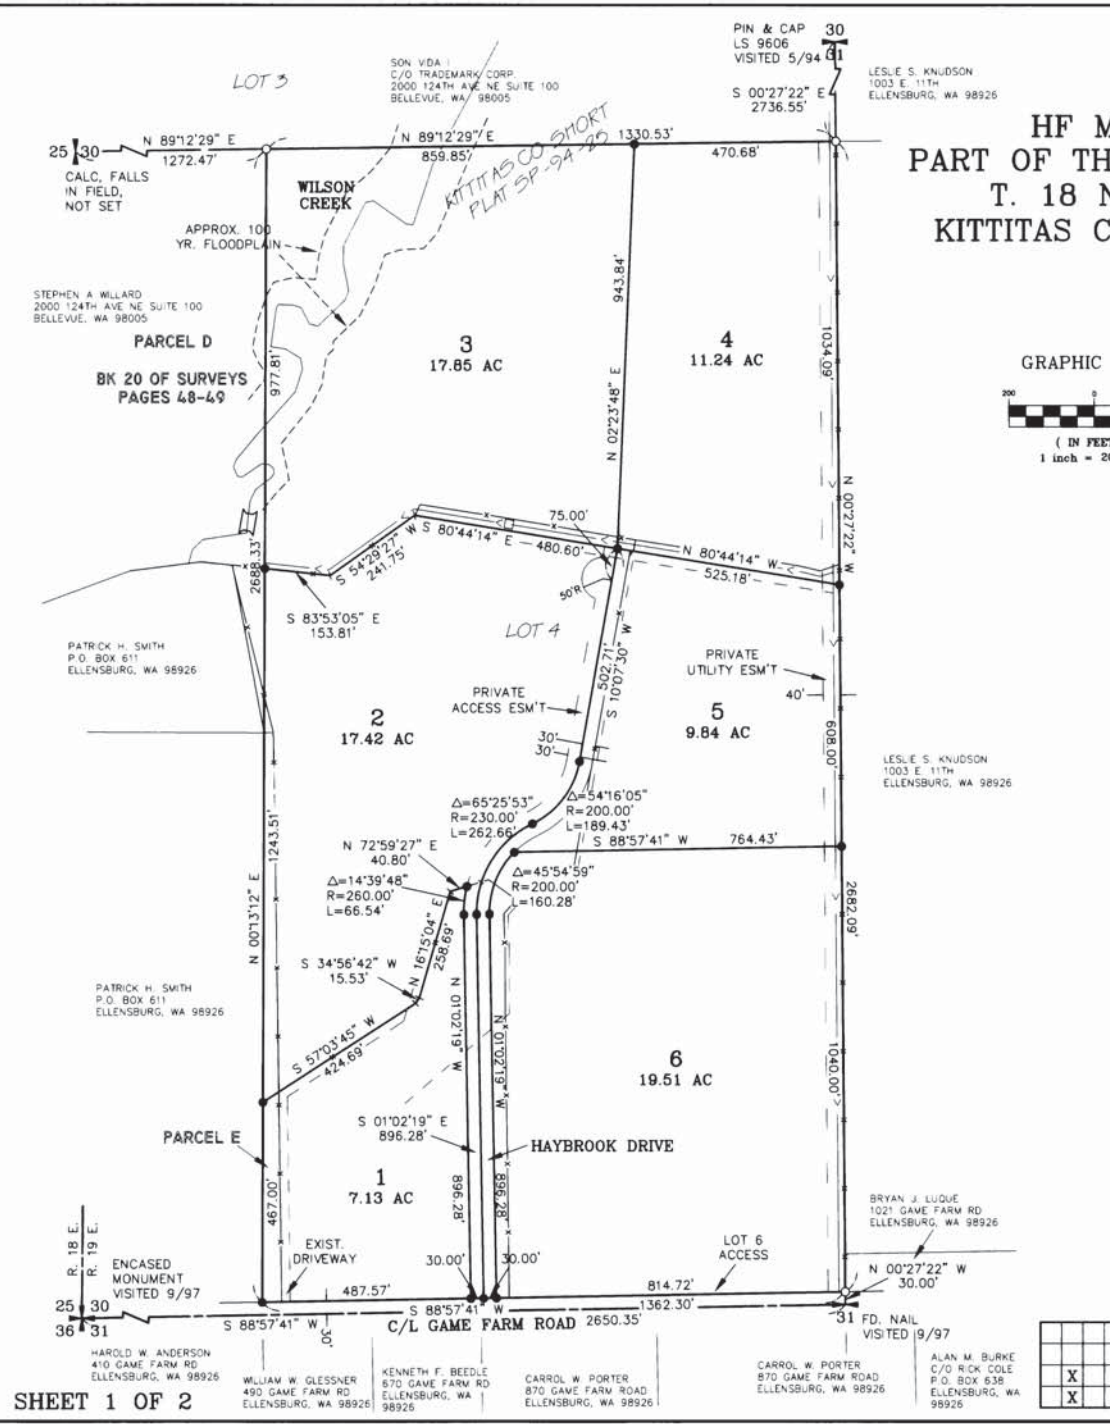 PIN & CAP
LS 9606
VISITED 5/94
30
31
LOT 3
C/O TRADEMARK CORP.
2000 124TH AVE NE SUITE 100
BELLEVUE, WA 98005
LESLIE S. KNUDSON
1003 E. 11TH
ELLENSBURG, WA 98926
S 00°27'22" E
2736.55'
HF M
PART OF TH
T. 18 N
KITTITAS C
N 89°12'29" E
1272.47'
25 30
N 89°12'29" E
1330.53'
859.85'
470.68'
KITTITAS CO SHORT
PLAT SP-94-25
CALC, FALLS
IN FIELD,
NOT SET
WILSON
CREEK
APPROX. 100
YR. FLOODPLAIN
STEPHEN A WILLARD
2000 124TH AVE NE SUITE 100
BELLEVUE, WA 98005
PARCEL D
BK 20 OF SURVEYS
PAGES 48-49
977.81'
943.84'
N 02°23'48" E
1034.09'
3
17.85 AC
4
11.24 AC
GRAPHIC
200
0
( IN FEET
1 inch = 20
N 00°27'22" W
75.00'
S 80°44'14" E
480.60'
N 80°44'14" W
525.18'
S 54°29'27" W
241.75'
2688.33'
S 83°53'05" E
153.81'
50'R
LOT 4
502.71'
S 10°07'30" W
PATRICK H. SMITH
P.O. BOX 611
ELLENSBURG, WA 98926
PRIVATE
UTILITY ESM'T
40'
PRIVATE
ACCESS ESM'T
30'
30'
2
17.42 AC
5
9.84 AC
608.00'
LESLIE S. KNUDSON
1003 E. 11TH
ELLENSBURG, WA 98926
Δ=65°25'53"
R=230.00'
L=262.66'
Δ=54°16'05"
R=200.00'
L=189.43'
S 88°57'41" W
764.43'
1243.51'
N 00°13'12" E
N 72°59'27" E
40.80'
Δ=14°39'48"
R=260.00'
L=66.54'
Δ=45°54'59"
R=200.00'
L=160.28'
2682.09'
N 16°15'04" E
258.69'
S 34°56'42" W
15.53'
PATRICK H. SMITH
P.O. BOX 611
ELLENSBURG, WA 98926
S 57°03'45" W
424.69'
N 01°02'19" W
N 01°02'19" W
1040.00'
6
19.51 AC
S 01°02'19" E
896.28'
PARCEL E
HAYBROOK DRIVE
1
7.13 AC
467.00'
896.28'
896.28'
BRYAN J. LUQUE
1021 GAME FARM RD
ELLENSBURG, WA 98926
R. 18 E.
R. 19 E.
ENCASED
MONUMENT
VISITED 9/97
EXIST.
DRIVEWAY
LOT 6
ACCESS
N 00°27'22" W
30.00'
30.00'
30.00'
487.57'
814.72'
25 30
36 31
S 88°57'41" W
1362.30'
S 88°57'41" W
30'
C/L GAME FARM ROAD
2650.35'
31
FD. NAIL
VISITED 9/97
HAROLD W. ANDERSON
410 GAME FARM RD
ELLENSBURG, WA 98926
WILLIAM W. GLESSNER
490 GAME FARM RD
ELLENSBURG, WA 98926
KENNETH F. BEEDLE
670 GAME FARM RD
ELLENSBURG, WA
98926
CARROL W. PORTER
870 GAME FARM ROAD
ELLENSBURG, WA 98926
CARROL W. PORTER
870 GAME FARM ROAD
ELLENSBURG, WA 98926
ALAN M. BURKE
C/O RICK COLE
P.O. BOX 638
ELLENSBURG, WA
98926
X
X
SHEET 1 OF 2